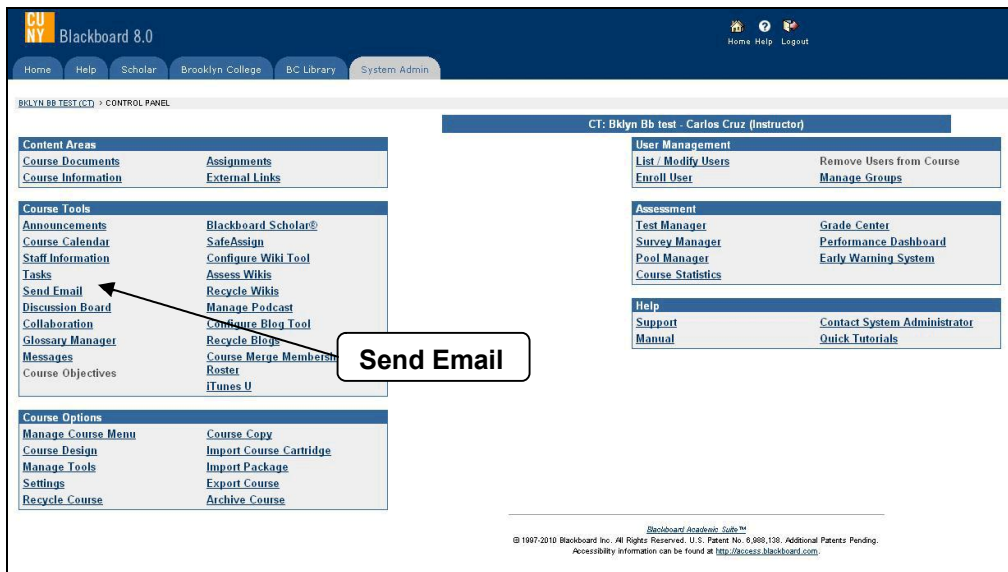 CU
NY
Blackboard 8.0
Home Help Logout
Home Help Scholar Brooklyn College BC Library System Admin
BKLYN BB TEST (CT) > CONTROL PANEL
CT: Bklyn Bb test - Carlos Cruz (Instructor)
Content Areas
Course Documents Assignments
Course Information External Links
Course Tools
Announcements Blackboard Scholar®
Course Calendar SafeAssign
Staff Information Configure Wiki Tool
Tasks Assess Wikis
Send Email Recycle Wikis
Discussion Board Manage Podcast
Collaboration Configure Blog Tool
Glossary Manager Recycle Blogs
Messages Course Merge Membersh
Roster
Course Objectives
iTunes U
Send Email
Course Options
Manage Course Menu Course Copy
Course Design Import Course Cartridge
Manage Tools Import Package
Settings Export Course
Recycle Course Archive Course
User Management
List / Modify Users Remove Users from Course
Enroll User Manage Groups
Assessment
Test Manager Grade Center
Survey Manager Performance Dashboard
Pool Manager Early Warning System
Course Statistics
Help
Support Contact System Administrator
Manual Quick Tutorials
Blackboard Academic Suite™
© 1997-2010 Blackboard Inc. All Rights Reserved. U.S. Patent No. 6,988,138. Additional Patents Pending.
Accessibility information can be found at http://access.blackboard.com.